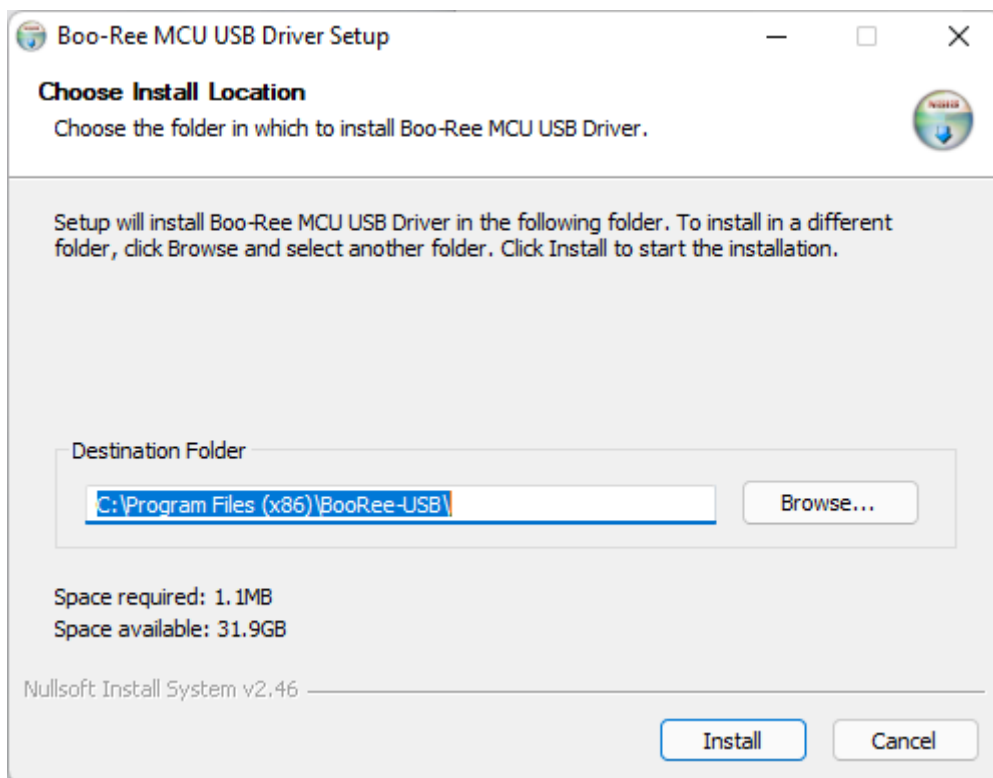 Boo-Ree MCU USB Driver Setup
Choose Install Location
Choose the folder in which to install Boo-Ree MCU USB Driver.
Setup will install Boo-Ree MCU USB Driver in the following folder. To install in a different
folder, click Browse and select another folder. Click Install to start the installation.
Destination Folder
C:\Program Files (x86)\BooRee-USB\
Browse...
Space required: 1.1MB
Space available: 31.9GB
Nullsoft Install System v2.46
Install
Cancel